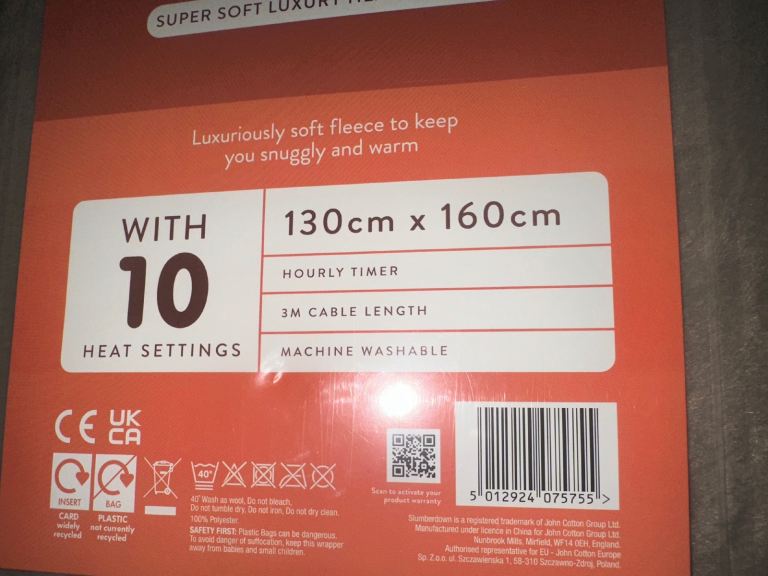 SUPER SOFT LUXURY
Luxuriously soft fleece to keep
you snuggly and warm
WITH
10
HEAT SETTINGS
130cm x 160cm
HOURLY TIMER
3M CABLE LENGTH
MACHINE WASHABLE
CE UK
CA
INSERT
BAG
CARD
widely
recycled
PLASTIC
not currently
recycled
40°
40° Wash as wool, Do not bleach,
Do not tumble dry, Do not iron, Do not dry clean.
100% Polyester.
SAFETY FIRST: Plastic Bags can be dangerous.
To avoid danger of suffocation, keep this wrapper
away from babies and small children.
Scan to activate your
product warranty
5 012924 075755 >
Slumberdown is a registered trademark of John Cotton Group Ltd.
Manufactured under licence in China for John Cotton Group Ltd.
Nunbrook Mills, Mirfield, WF14 0EH, England.
Authorised representative for EU - John Cotton Europe
Sp. Z o.o. ul. Szczawieńska 1, 58-310 Szczawno-Zdroj, Poland.